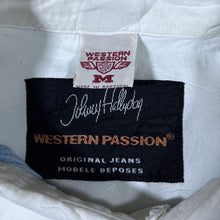 WESTERN
PASSION
M
Johnny Hallyday
WESTERN PASSION®
ORIGINAL JEANS
MODELE DEPOSES